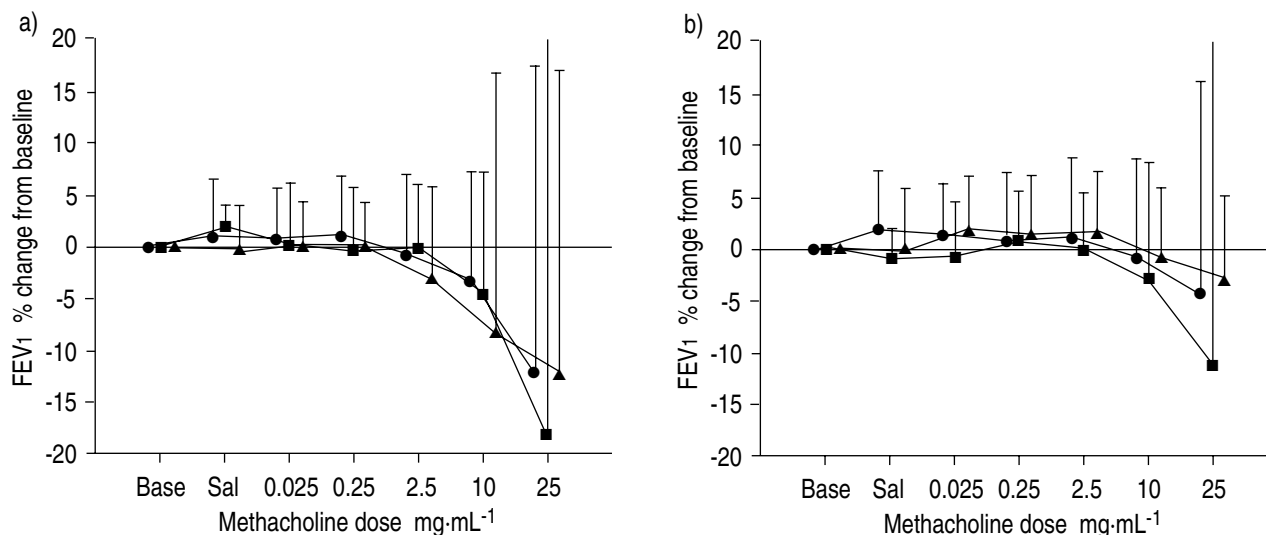 a)
FEV1 % change from baseline
20
15
10
5
0
-5
-10
-15
-20
Base Sal 0.025 0.25 2.5 10 25
Methacholine dose mg·mL-1
b)
FEV1 % change from baseline
20
15
10
5
0
-5
-10
-15
-20
Base Sal 0.025 0.25 2.5 10 25
Methacholine dose mg·mL-1